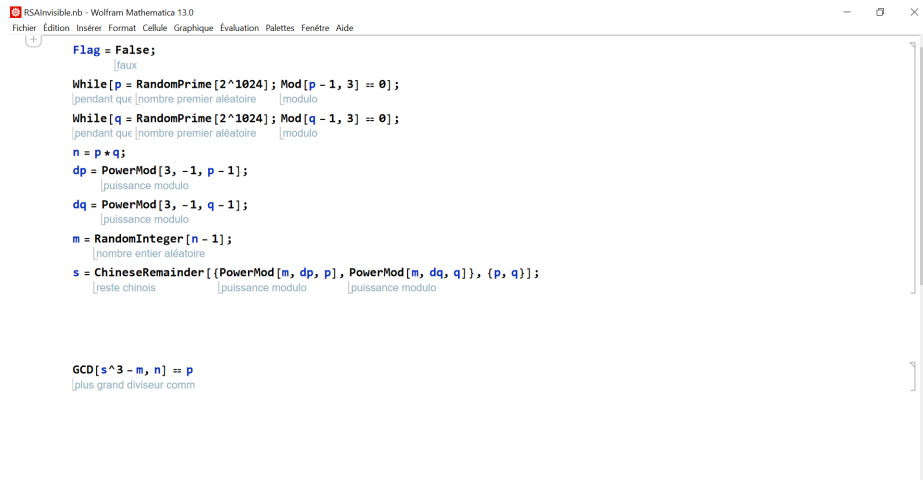 RSAInvisible.nb - Wolfram Mathematica 13.0
Fichier Édition Insérer Format Cellule Graphique Évaluation Palettes Fenêtre Aide
Flag = False;
faux
While[p = RandomPrime[2^1024]; Mod[p - 1, 3] == 0];
pendant que nombre premier aléatoire modulo
While[q = RandomPrime[2^1024]; Mod[q - 1, 3] == 0];
pendant que nombre premier aléatoire modulo
n = p * q;
dp = PowerMod[3, -1, p - 1];
puissance modulo
dq = PowerMod[3, -1, q - 1];
puissance modulo
m = RandomInteger[n - 1];
nombre entier aléatoire
s = ChineseRemainder[{PowerMod[m, dp, p], PowerMod[m, dq, q]}, {p, q}];
reste chinois puissance modulo puissance modulo
GCD[s^3 - m, n] == p
plus grand diviseur comm